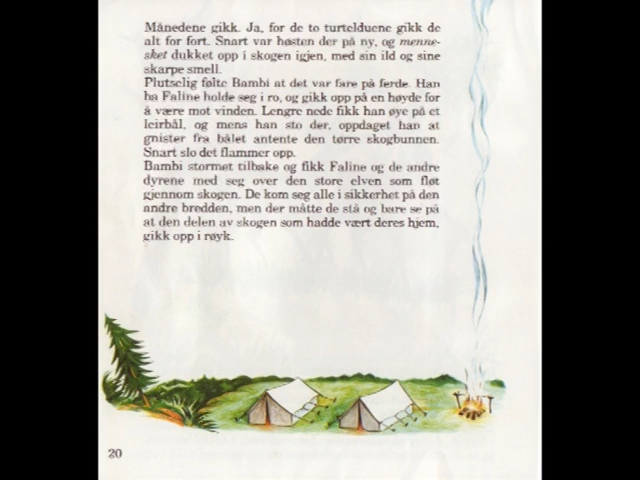 Månedene gikk. Ja, for de to turtelduene gikk de
alt for fort. Snart var høsten der på ny, og menne-
sket dukket opp i skogen igjen, med sin ild og sine
skarpe smell.
Plutselig følte Bambi at det var fare på ferde. Han
ba Faline holde seg i ro, og gikk opp på en høyde for
å være mot vinden. Lengre nede fikk han øye på et
leirbål, og mens han sto der, oppdaget han at
gnister fra bålet antente den tørre skogbunnen.
Snart slo det flammer opp.
Bambi stormet tilbake og fikk Faline og de andre
dyrene med seg over den store elven som fløt
gjennom skogen. De kom seg alle i sikkerhet på den
andre bredden, men der måtte de stå og bare se på
at den delen av skogen som hadde vært deres hjem,
gikk opp i røyk.
20